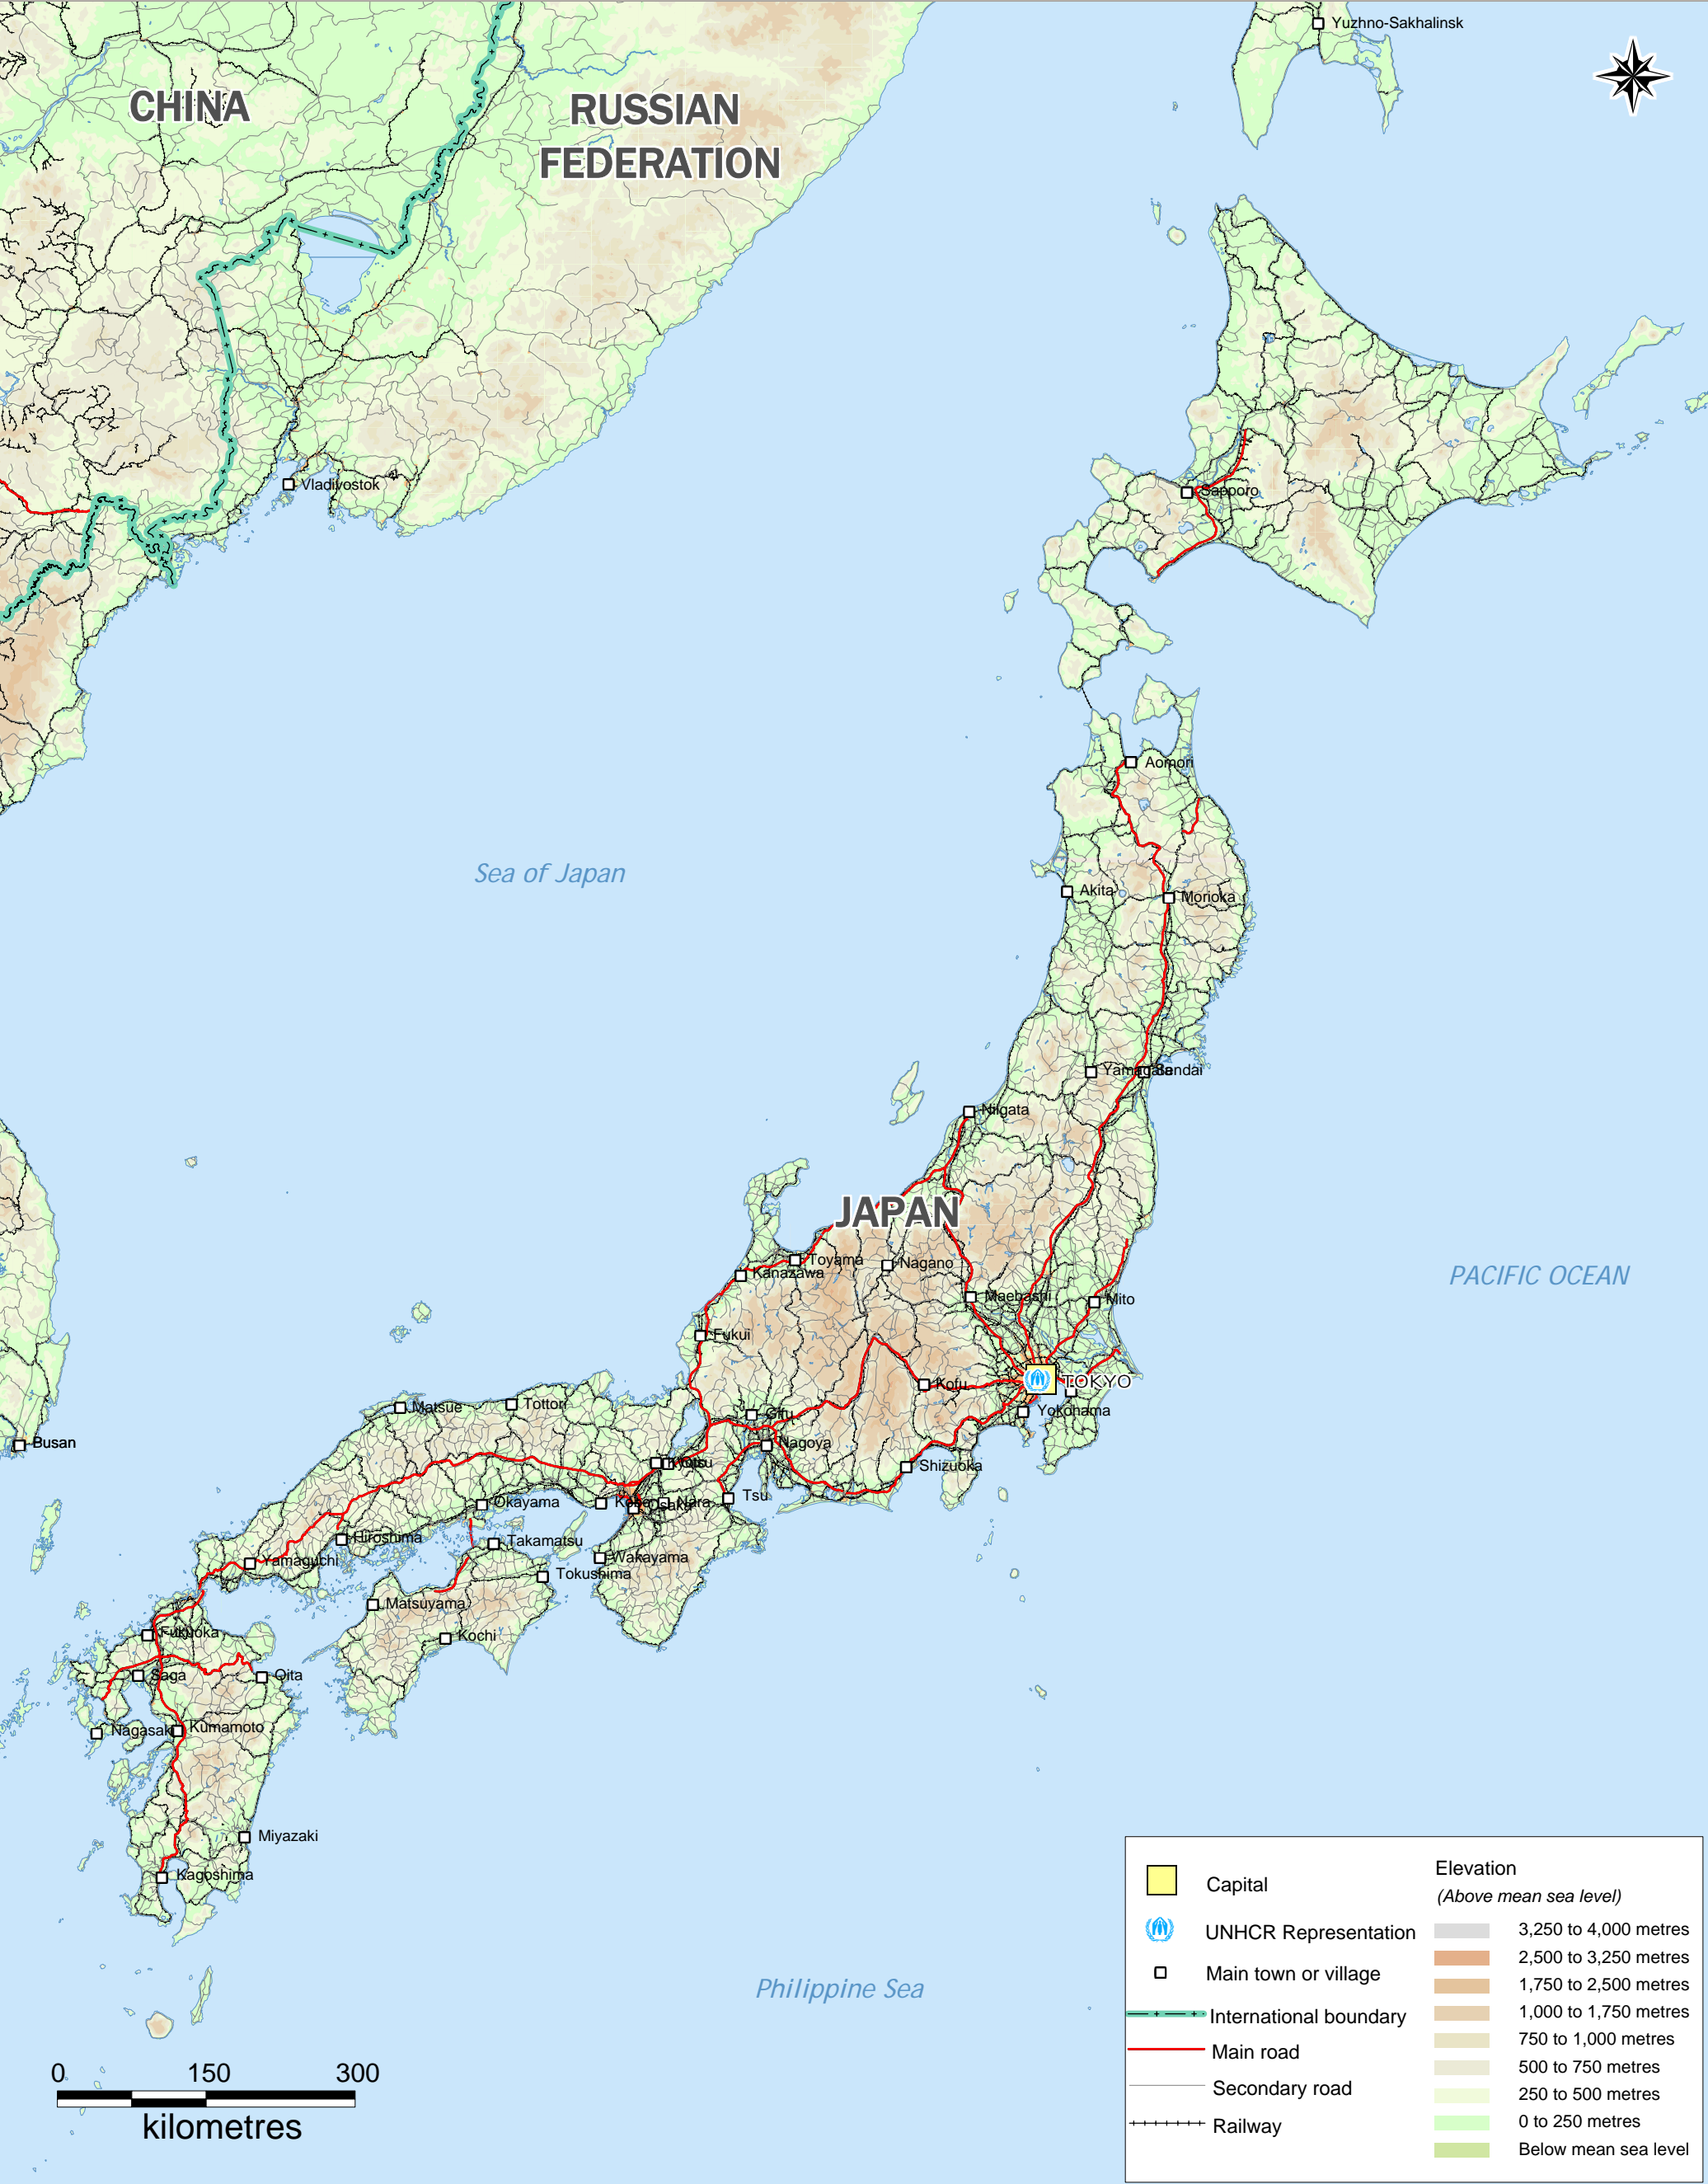 Yuzhno-Sakhalinsk
CHINA
RUSSIAN
FEDERATION
Vladivostok
Sapporo
Aomori
Sea of Japan
Akita
Morioka
Yamagata
Sendai
Niigata
JAPAN
Toyama
Nagano
Kanazawa
PACIFIC OCEAN
Maebashi
Mito
Fukui
TOKYO
Kofu
Matsue
Tottori
Gifu
Yokohama
Busan
Nagoya
Shizuoka
Kyoto
Otsu
Tsu
Okayama
Kobe
Osaka
Nara
Hiroshima
Takamatsu
Yamaguchi
Wakayama
Tokushima
Matsuyama
Fukuoka
Kochi
Saga
Oita
Nagasaki
Kumamoto
Miyazaki
Kagoshima
Philippine Sea
0 150 300
kilometres
Capital
UNHCR Representation
Main town or village
International boundary
Main road
Secondary road
Railway
Elevation
(Above mean sea level)
3,250 to 4,000 metres
2,500 to 3,250 metres
1,750 to 2,500 metres
1,000 to 1,750 metres
750 to 1,000 metres
500 to 750 metres
250 to 500 metres
0 to 250 metres
Below mean sea level